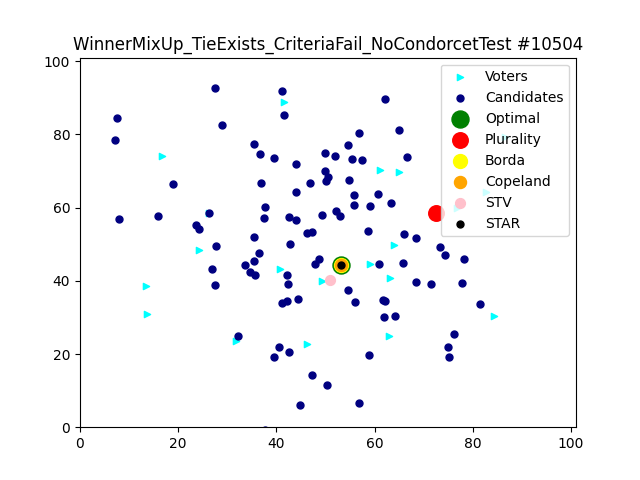 WinnerMixUp_TieExists_CriteriaFail_NoCondorcetTest #10504
100
80
60
40
20
0
0
20
40
60
80
100
Voters
Candidates
Optimal
Plurality
Borda
Copeland
STV
STAR